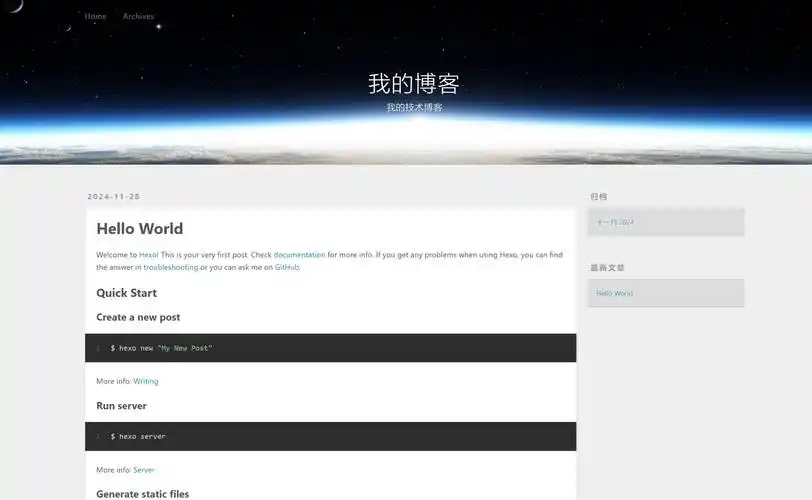 Home Archives
我的博客
我的技术博客
2024-11-28
Hello World
Welcome to Hexo! This is your very first post. Check documentation for more info. If you get any problems when using Hexo, you can find
the answer in troubleshooting or you can ask me on GitHub.
Quick Start
Create a new post
1 $ hexo new "My New Post"
More info: Writing
Run server
1 $ hexo server
More info: Server
Generate static files
归档
十一月 2024
最新文章
Hello World